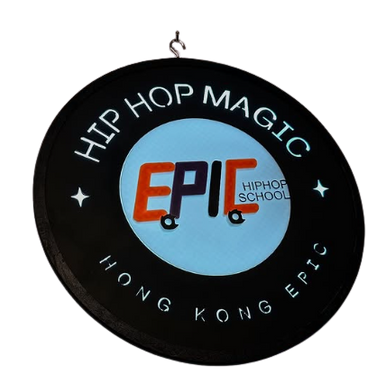 HIP HOP MAGIC
EPIC
HIPHOP
SCHOOL
HONG KONG EPIC